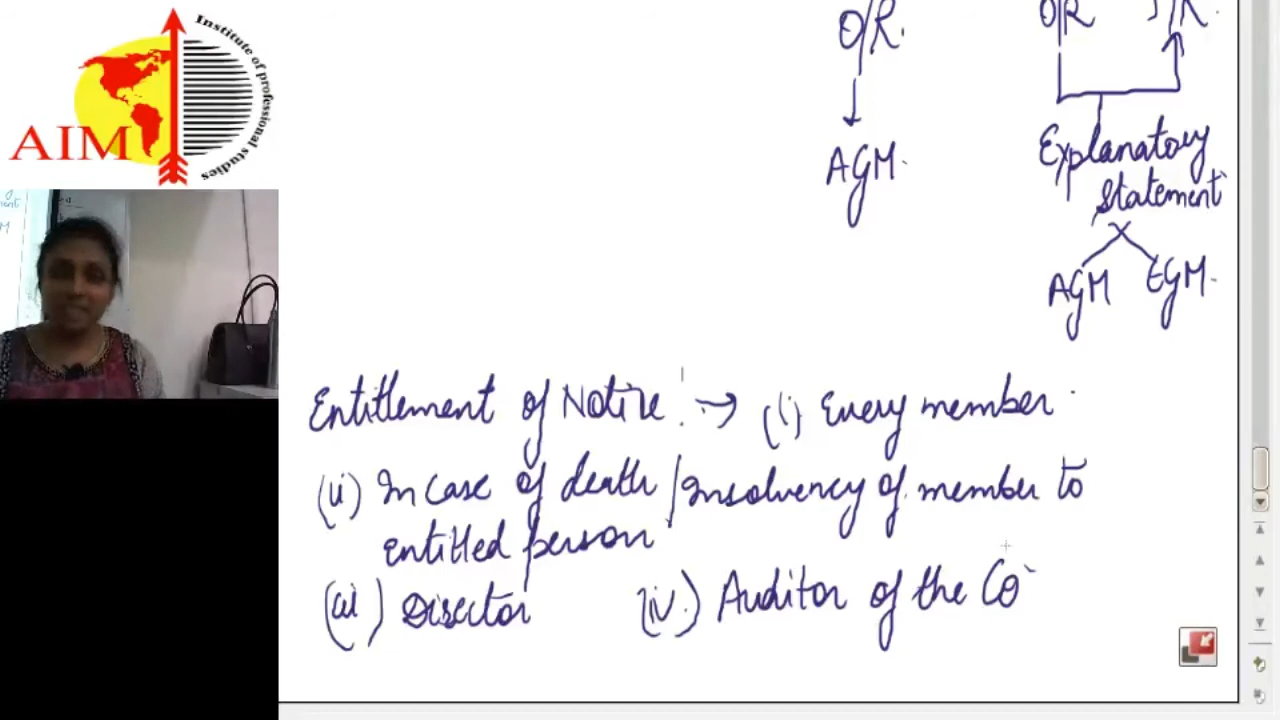 AIM
Institute of professional studies
O/R.
O/R S/R.
AGM.
Explanatory
Statement
AGM EGM.
Entitlement of Notice: → (i) Every member.
(ii) In case of death / Insolvency of member to
entitled person
(iii) Director (iv.) Auditor of the Co